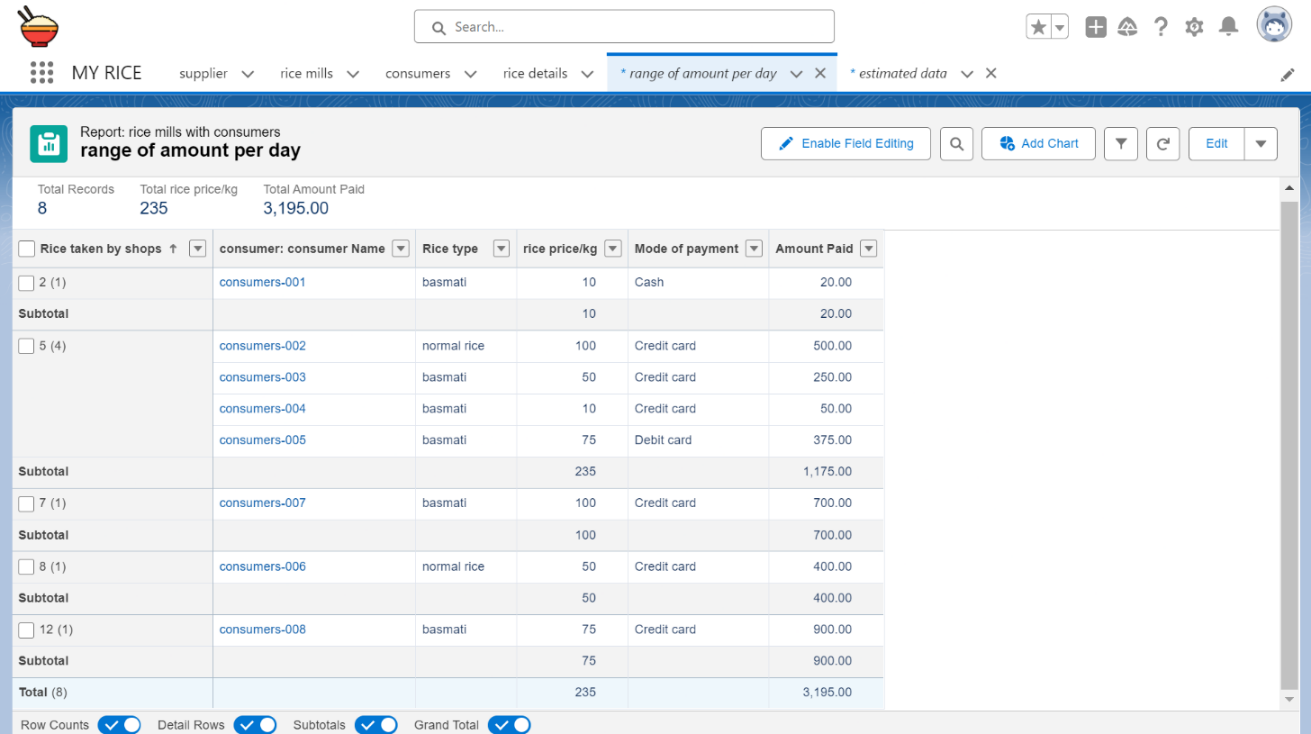 Search...
MY RICE supplier rice mills consumers rice details * range of amount per day * estimated data
Report: rice mills with consumers
range of amount per day
Enable Field Editing Add Chart Edit
Total Records Total rice price/kg Total Amount Paid
8 235 3,195.00
Rice taken by shops ↑ consumer: consumer Name Rice type rice price/kg Mode of payment Amount Paid
2 (1) consumers-001 basmati 10 Cash 20.00
Subtotal 10 20.00
5 (4) consumers-002 normal rice 100 Credit card 500.00
consumers-003 basmati 50 Credit card 250.00
consumers-004 basmati 10 Credit card 50.00
consumers-005 basmati 75 Debit card 375.00
Subtotal 235 1,175.00
7 (1) consumers-007 basmati 100 Credit card 700.00
Subtotal 100 700.00
8 (1) consumers-006 normal rice 50 Credit card 400.00
Subtotal 50 400.00
12 (1) consumers-008 basmati 75 Credit card 900.00
Subtotal 75 900.00
Total (8) 235 3,195.00
Row Counts Detail Rows Subtotals Grand Total